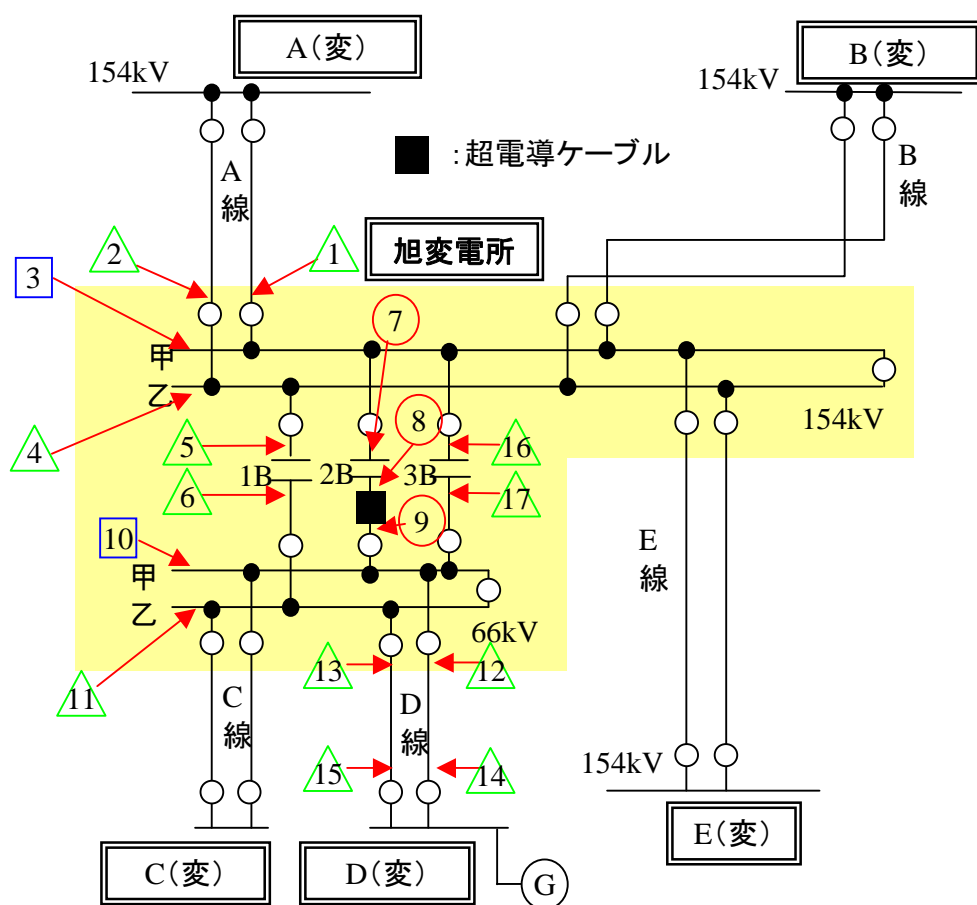 A(変)
B(変)
154kV
154kV
:超電導ケーブル
A
線
B
線
旭変電所
2
1
3
7
甲
乙
8
154kV
4
5
16
1B
2B
3B
6
17
9
E
線
10
甲
乙
66kV
13
12
11
C
線
D
線
15
14
154kV
C(変)
D(変)
G
E(変)